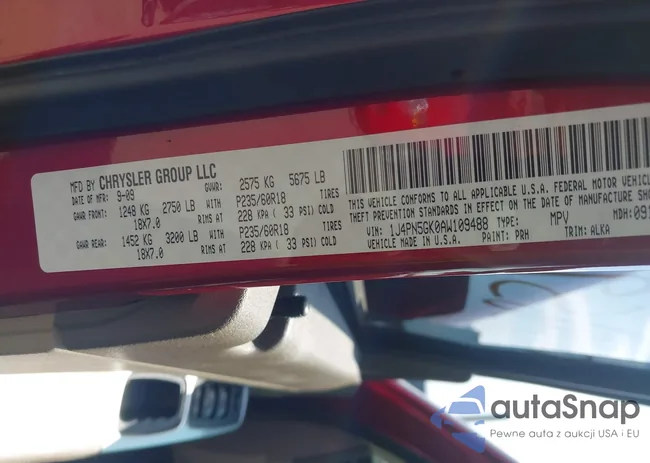 MFD BY CHRYSLER GROUP LLC
DATE OF MFR: 9-09 GVWR: 2575 KG 5675 LB
GAWR FRONT: 1248 KG 2750 LB WITH P235/60R18 TIRES
18X7.0 RIMS AT 228 KPA ( 33 PSI) COLD
GAWR REAR: 1452 KG 3200 LB WITH P235/60R18 TIRES
18X7.0 RIMS AT 228 KPA ( 33 PSI) COLD
THIS VEHICLE CONFORMS TO ALL APPLICABLE U.S.A. FEDERAL MOTOR VEHICLE
THEFT PREVENTION STANDARDS IN EFFECT ON THE DATE OF MANUFACTURE SHO
VIN: 1J4PN5GK0AW109488 TYPE: MPV MDH: 091
VEHICLE MADE IN U.S.A. PAINT: PRH TRIM: ALKA
autaSnap
Pewne auta z aukcji USA i EU